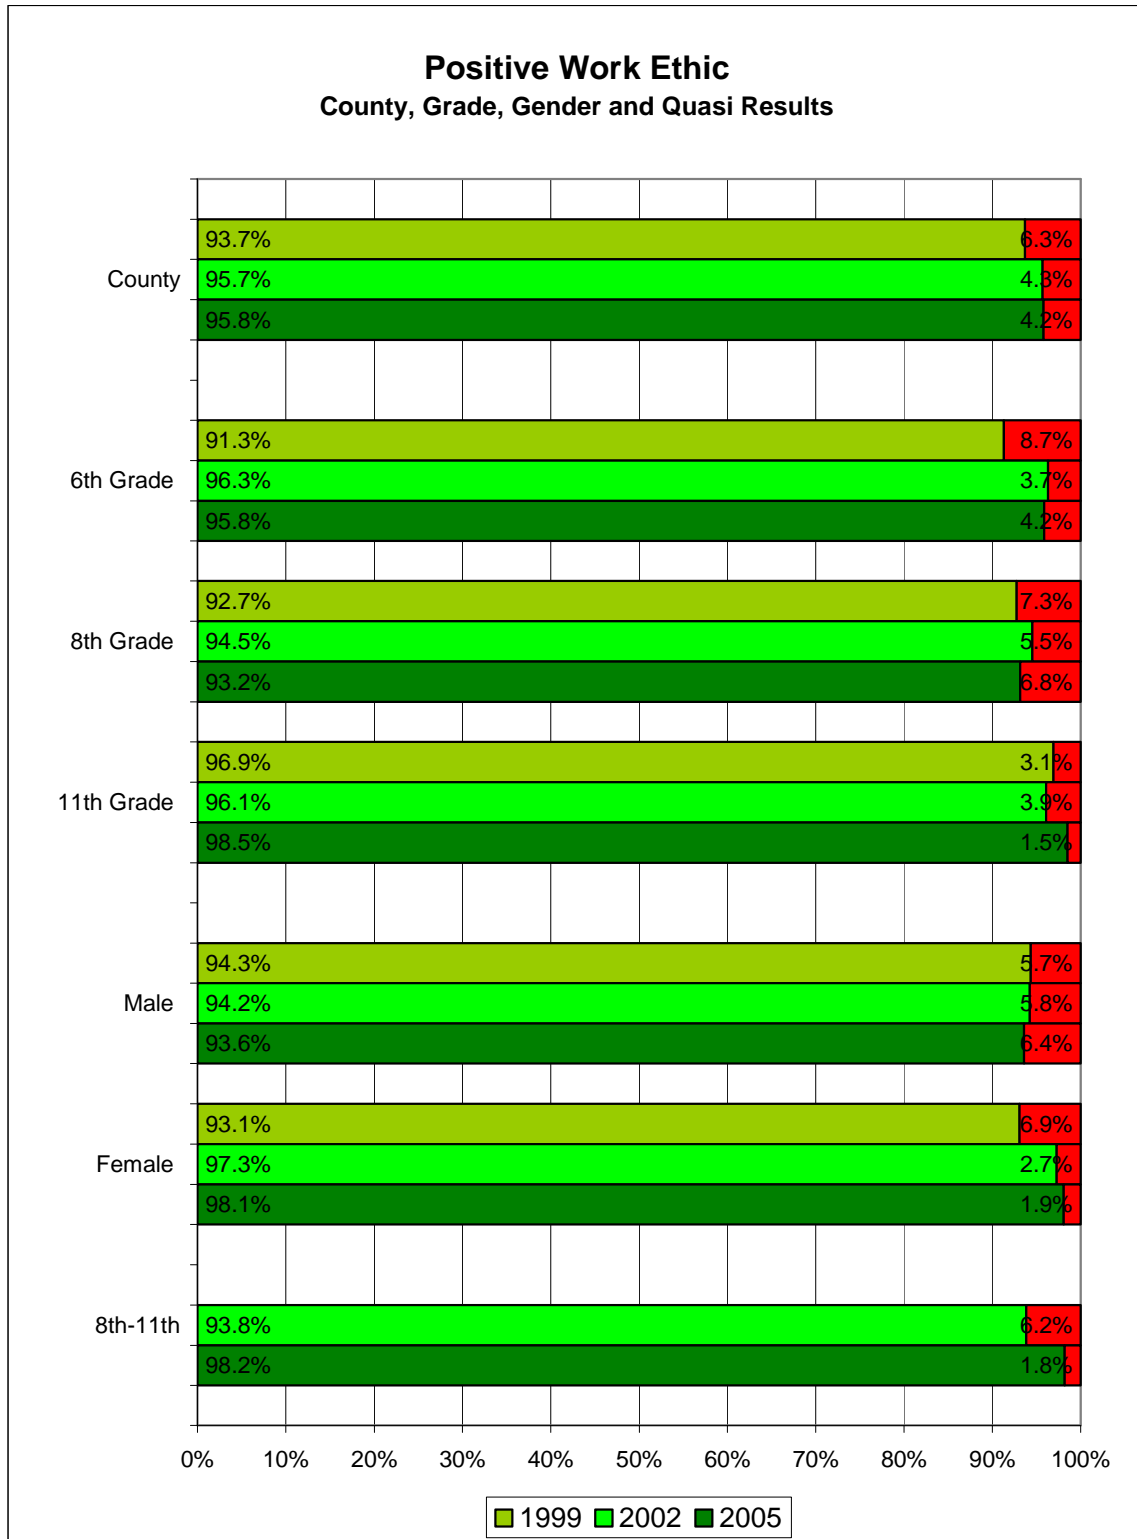 Positive Work Ethic
County, Grade, Gender and Quasi Results
93.7% 6.3%
County 95.7% 4.3%
95.8% 4.2%
91.3% 8.7%
6th Grade 96.3% 3.7%
95.8% 4.2%
92.7% 7.3%
8th Grade 94.5% 5.5%
93.2% 6.8%
96.9% 3.1%
11th Grade 96.1% 3.9%
98.5% 1.5%
94.3% 5.7%
Male 94.2% 5.8%
93.6% 6.4%
93.1% 6.9%
Female 97.3% 2.7%
98.1% 1.9%
8th-11th 93.8% 6.2%
98.2% 1.8%
0% 10% 20% 30% 40% 50% 60% 70% 80% 90% 100%
1999 2002 2005